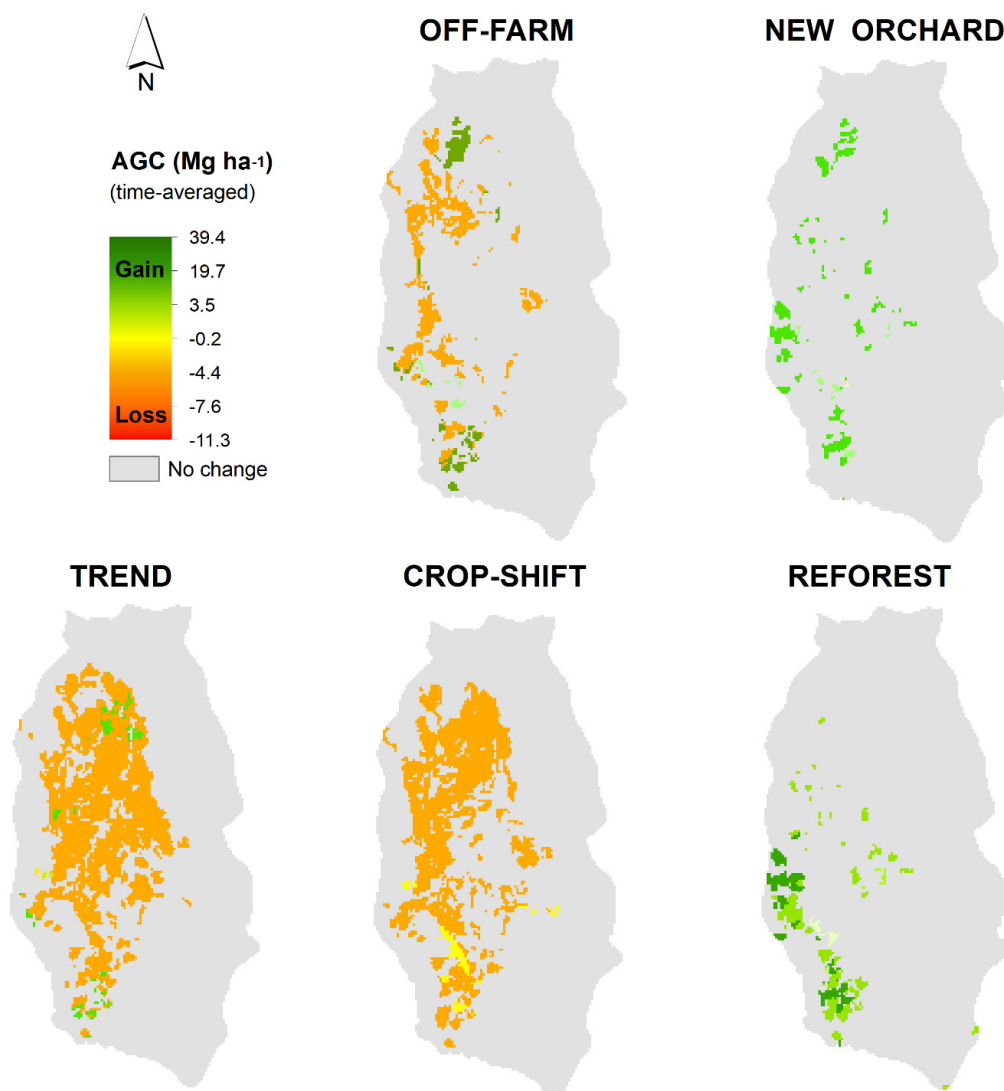 OFF-FARM
NEW ORCHARD
N
AGC (Mg ha-1)
(time-averaged)
39.4
Gain
19.7
3.5
-0.2
-4.4
-7.6
Loss
-11.3
No change
TREND
CROP-SHIFT
REFOREST